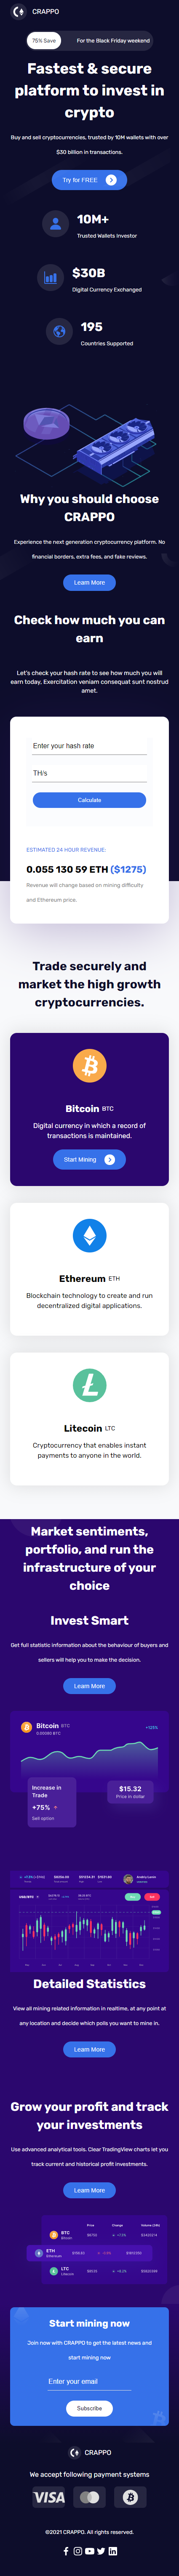 CRAPPO
75% Save For the Black Friday weekend
Fastest & secure
platform to invest in
crypto
Buy and sell cryptocurrencies, trusted by 10M wallets with over
$30 billion in transactions.
Try for FREE
10M+
Trusted Wallets Investor
$30B
Digital Currency Exchanged
195
Countries Supported
Why you should choose
CRAPPO
Experience the next generation cryptocurrency platform. No
financial borders, extra fees, and fake reviews.
Learn More
Check how much you can
earn
Let's check your hash rate to see how much you will
earn today. Exercitation veniam consequat sunt nostrud
amet.
Enter your hash rate
TH/s
Calculate
ESTIMATED 24 HOUR REVENUE:
0.055 130 59 ETH ($1275)
Revenue will change based on mining difficulty
and Ethereum price.
Trade securely and
market the high growth
cryptocurrencies.
Bitcoin BTC
Digital currency in which a record of
transactions is maintained.
Start Mining
Ethereum ETH
Blockchain technology to create and run
decentralized digital applications.
Litecoin LTC
Cryptocurrency that enables instant
payments to anyone in the world.
Market sentiments,
portfolio, and run the
infrastructure of your
choice
Invest Smart
Get full statistic information about the behaviour of buyers and
sellers will help you to make the decision.
Learn More
Bitcoin BTC
+125%
Increase in
Trade
+75%
Sell option
$15.32
Price in dollar
Detailed Statistics
View all mining related information in realtime, at any point at
any location and decide which polls you want to mine in.
Learn More
Grow your profit and track
your investments
Use advanced analytical tools. Clear TradingView charts let you
track current and historical profit investments.
Learn More
Price Change Volume (24h)
BTC
Bitcoin
ETH
Ethereum
LTC
Litecoin
Start mining now
Join now with CRAPPO to get the latest news and
start mining now
Enter your email
Subscribe
CRAPPO
We accept following payment systems
VISA
©2021 CRAPPO. All rights reserved.